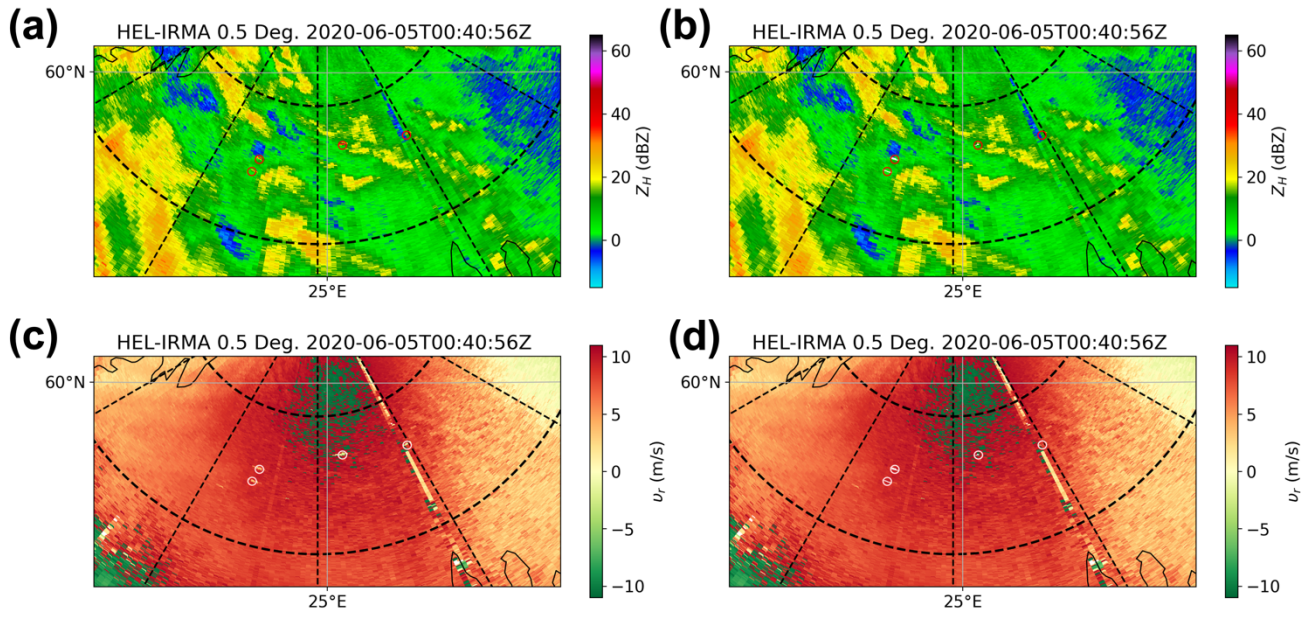 (a)
HEL-IRMA 0.5 Deg. 2020-06-05T00:40:56Z
60°N
25°E
60
40
20
0
Z_H (dBZ)
(b)
HEL-IRMA 0.5 Deg. 2020-06-05T00:40:56Z
60°N
25°E
60
40
20
0
Z_H (dBZ)
(c)
HEL-IRMA 0.5 Deg. 2020-06-05T00:40:56Z
60°N
25°E
10
5
0
−5
−10
υ_r (m/s)
(d)
HEL-IRMA 0.5 Deg. 2020-06-05T00:40:56Z
60°N
25°E
10
5
0
−5
−10
υ_r (m/s)